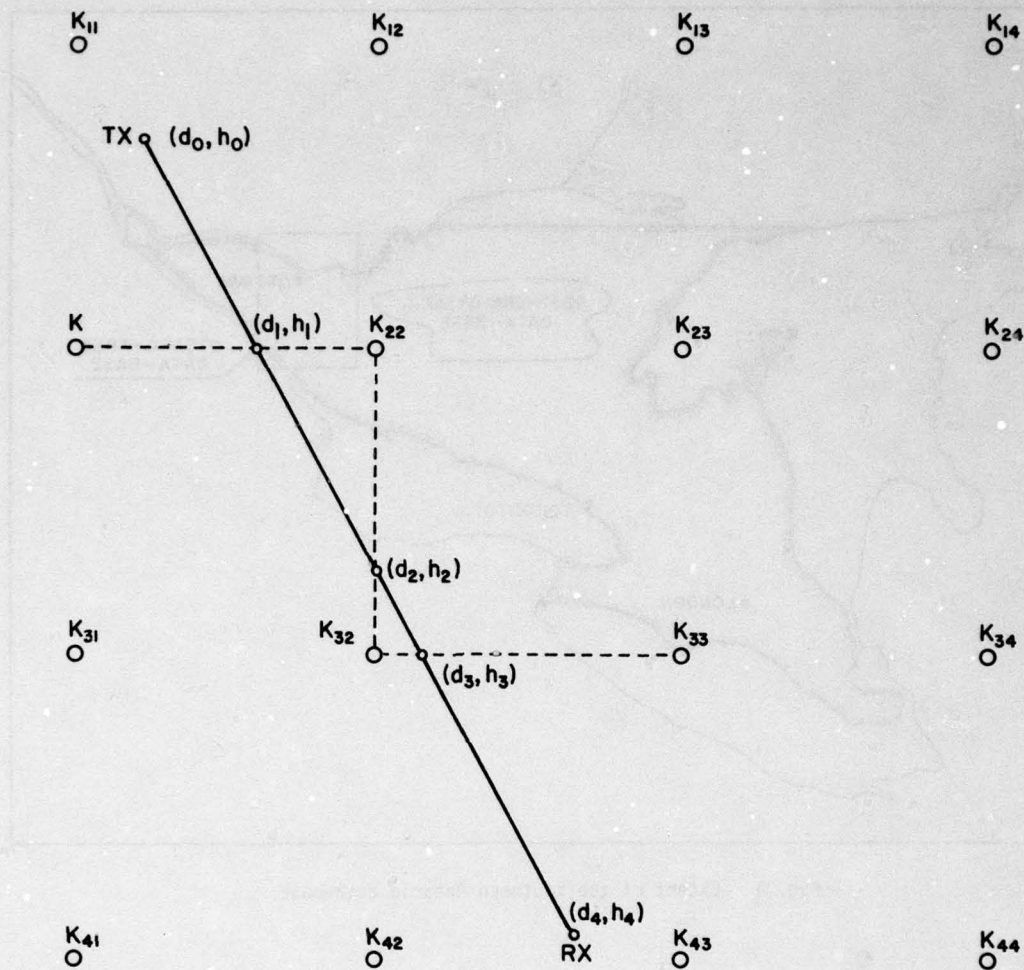 K₁₁ K₁₂ K₁₃ K₁₄
TX (d₀, h₀)
(d₁, h₁)
K K₂₂ K₂₃ K₂₄
(d₂, h₂)
K₃₁ K₃₂ K₃₃ K₃₄
(d₃, h₃)
(d₄, h₄)
K₄₁ K₄₂ RX K₄₃ K₄₄